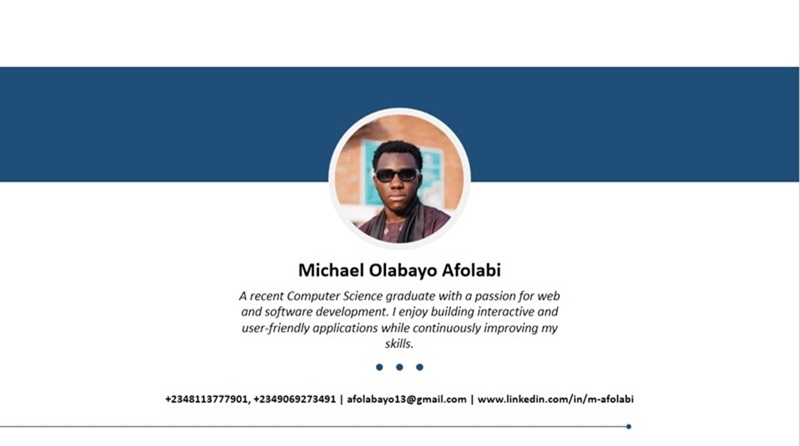 Michael Olabayo Afolabi
A recent Computer Science graduate with a passion for web
and software development. I enjoy building interactive and
user-friendly applications while continuously improving my
skills.
+2348113777901, +2349069273491 | afolabayo13@gmail.com | www.linkedin.com/in/m-afolabi